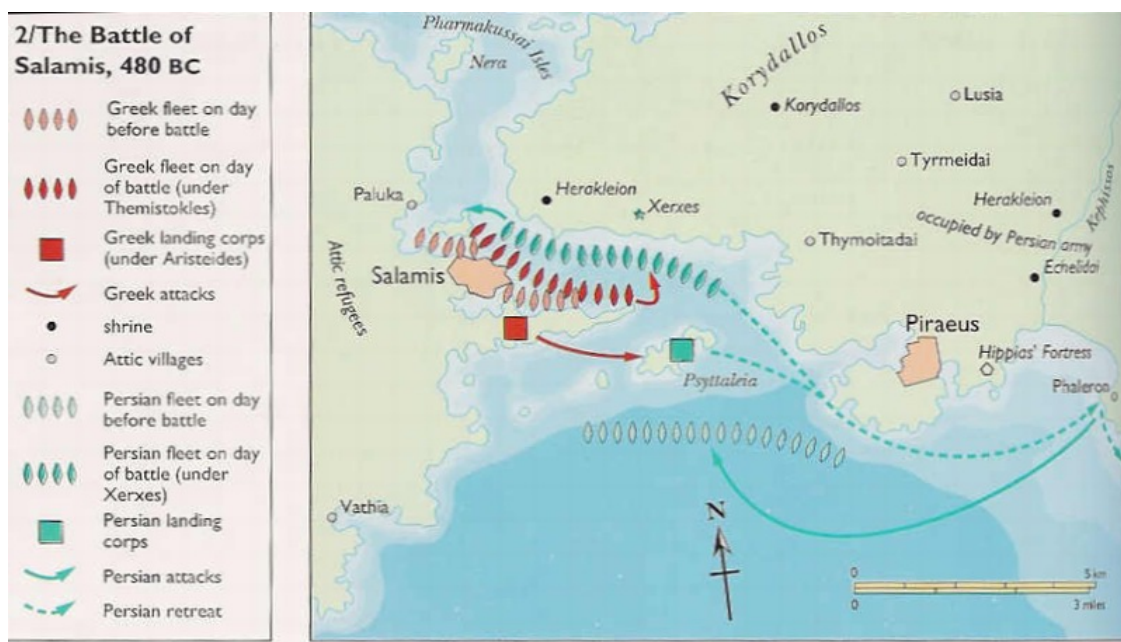 2/The Battle of
Salamis, 480 BC
Greek fleet on day
before battle
Greek fleet on day
of battle (under
Themistokles)
Greek landing corps
(under Aristeides)
Greek attacks
shrine
Attic villages
Persian fleet on day
before battle
Persian fleet on day
of battle (under
Xerxes)
Persian landing
corps
Persian attacks
Persian retreat
Pharmakussai Isles
Nera
Korydallos
Korydallos
Lusia
Tyrmeidai
Paluka
Herakleion
Xerxes
Herakleion
Kephissos
occupied by Persian army
Thymoitadai
Echelidai
Salamis
Attic refugees
Piraeus
Hippias' Fortress
Psyttaleia
Phaleron
Vathia
N
0 5 km
0 3 miles